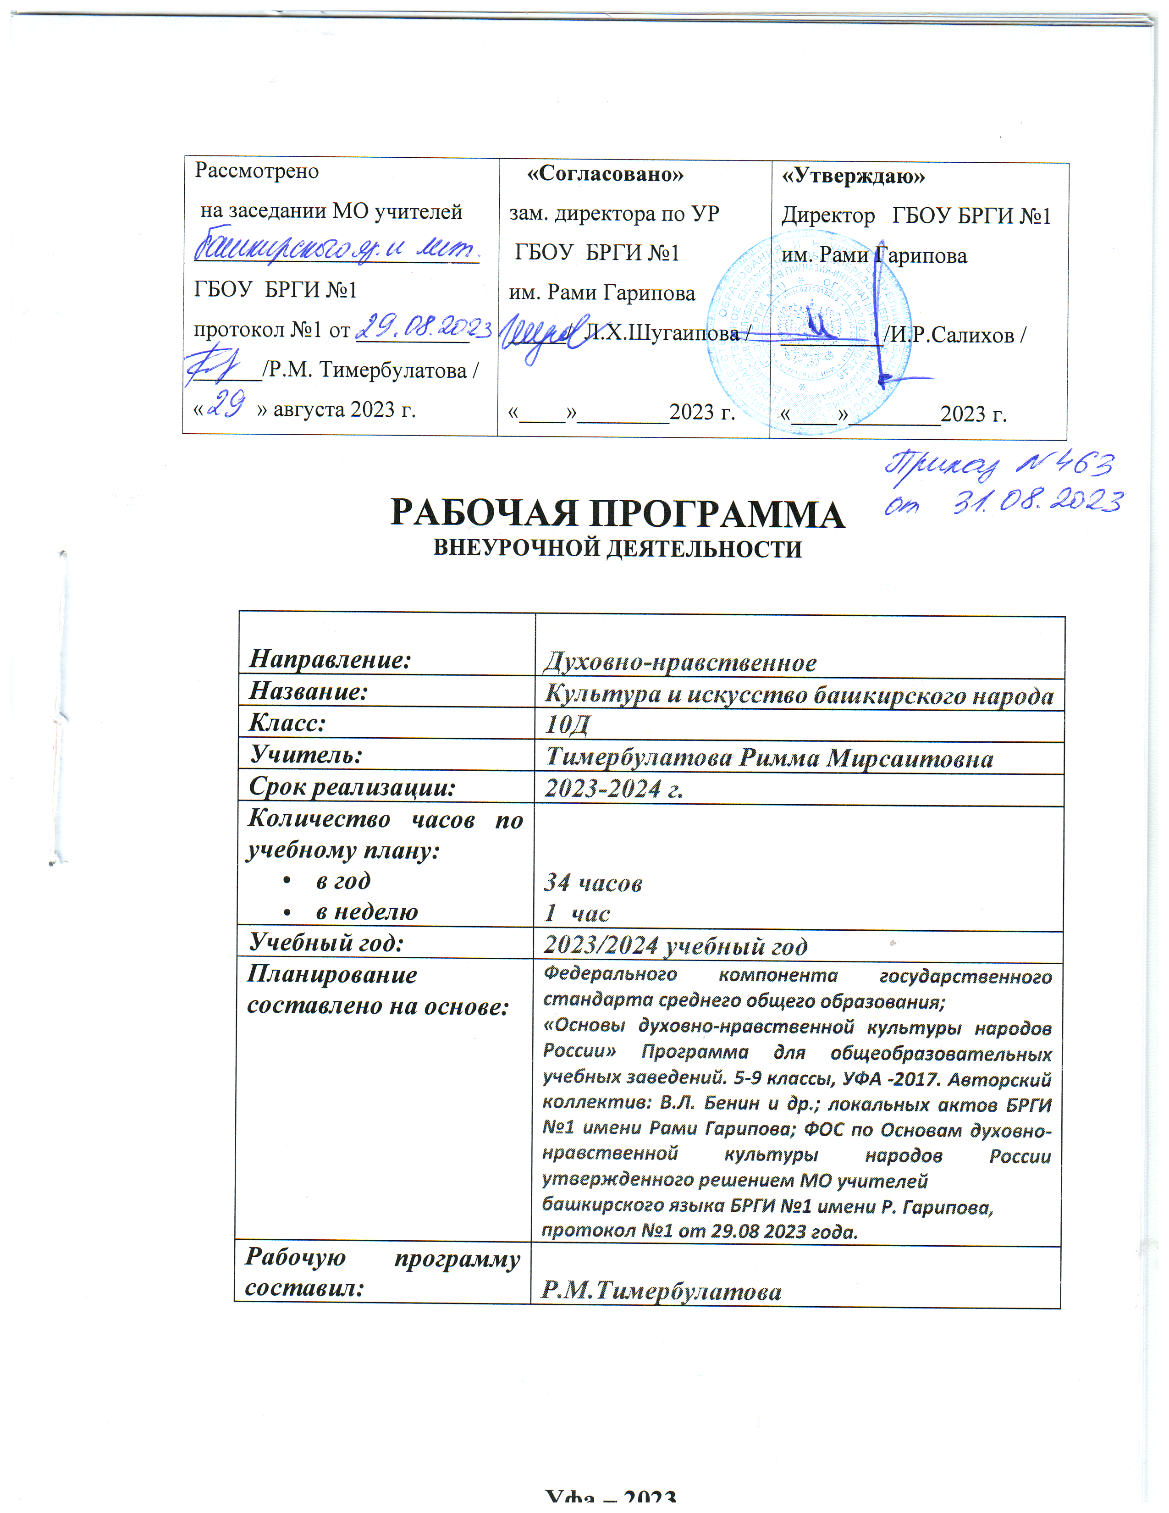 Рассмотрено
на заседании МО учителей
башкирского яз. и лит.
ГБОУ БРГИ №1
протокол №1 от 29.08.2023
______/Р.М. Тимербулатова /
« 29 » августа 2023 г.
«Согласовано»
зам. директора по УР
ГБОУ БРГИ №1
им. Рами Гарипова
_____/ Л.Х.Шугаипова /
«____»________2023 г.
«Утверждаю»
Директор ГБОУ БРГИ №1
им. Рами Гарипова
_________/И.Р.Салихов /
«____»________2023 г.
Приказ №463
от 31.08.2023
РАБОЧАЯ ПРОГРАММА
ВНЕУРОЧНОЙ ДЕЯТЕЛЬНОСТИ
Направление: Духовно-нравственное
Название: Культура и искусство башкирского народа
Класс: 10Д
Учитель: Тимербулатова Римма Мирсаитовна
Срок реализации: 2023-2024 г.
Количество часов по
учебному плану:
• в год 34 часов
• в неделю 1 час
Учебный год: 2023/2024 учебный год
Планирование
составлено на основе:
Федерального компонента государственного
стандарта среднего общего образования;
«Основы духовно-нравственной культуры народов
России» Программа для общеобразовательных
учебных заведений. 5-9 классы, УФА -2017. Авторский
коллектив: В.Л. Бенин и др.; локальных актов БРГИ
№1 имени Рами Гарипова; ФОС по Основам духовно-
нравственной культуры народов России
утвержденного решением МО учителей
башкирского языка БРГИ №1 имени Р. Гарипова,
протокол №1 от 29.08 2023 года.
Рабочую программу
составил: Р.М.Тимербулатова
Уфа – 2023